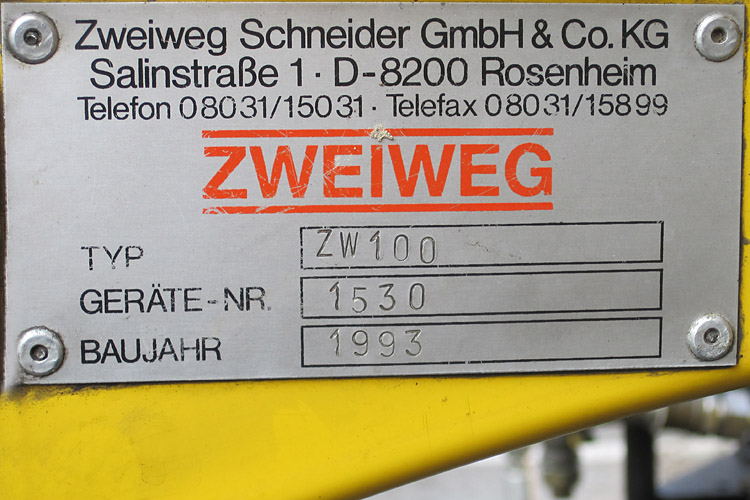 Zweiweg Schneider GmbH & Co. KG
Salinstraße 1 · D-8200 Rosenheim
Telefon 08031/15031 · Telefax 08031/15899
ZWEIWEG
TYP ZW100
GERÄTE-NR. 1530
BAUJAHR 1993